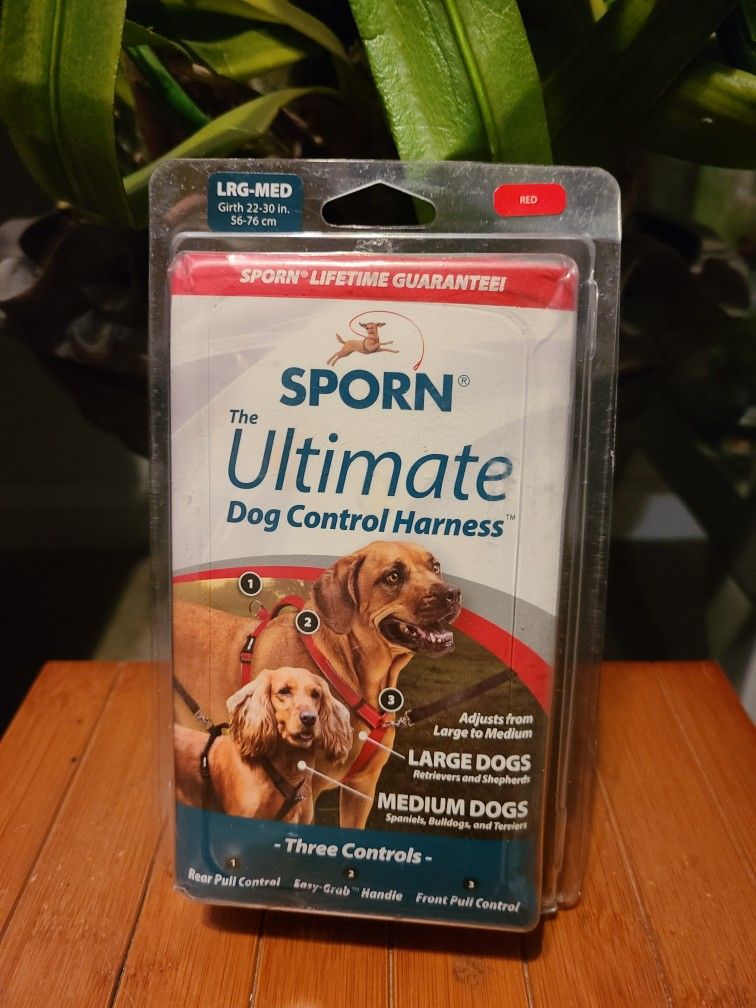 LRG-MED
Girth 22-30 in.
56-76 cm
RED
SPORN® LIFETIME GUARANTEE!
SPORN®
The
Ultimate
Dog Control Harness™
1
2
3
Adjusts from
Large to Medium
LARGE DOGS
Retrievers and Shepherds
MEDIUM DOGS
Spaniels, Bulldogs, and Terriers
- Three Controls -
1 2 3
Rear Pull Control Easy-Grab™ Handle Front Pull Control